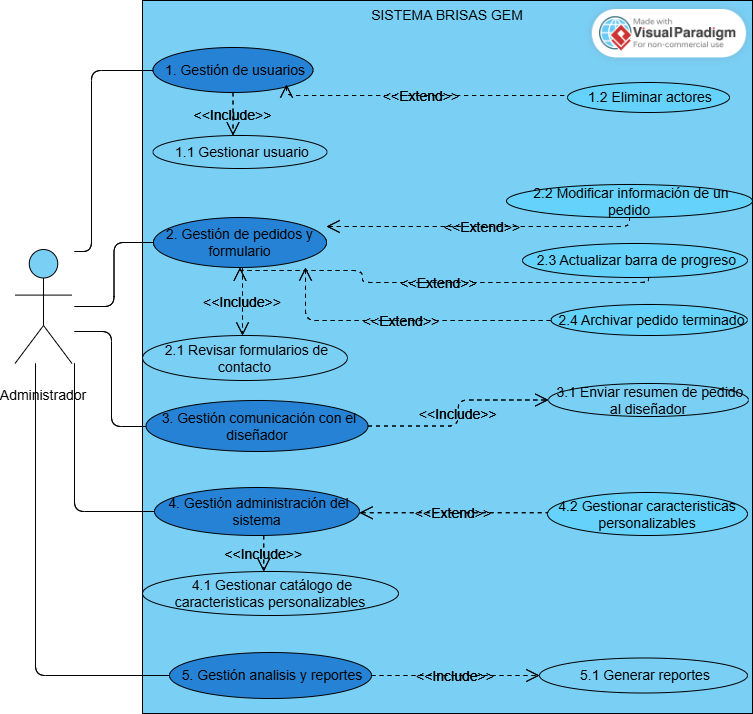 SISTEMA BRISAS GEM
Made with
VisualParadigm
For non-commercial use
1. Gestión de usuarios
<<Extend>>
1.2 Eliminar actores
<<Include>>
1.1 Gestionar usuario
2.2 Modificar información de un
pedido
2. Gestión de pedidos y
formulario
<<Extend>>
2.3 Actualizar barra de progreso
<<Extend>>
<<Include>>
<<Extend>>
2.4 Archivar pedido terminado
2.1 Revisar formularios de
contacto
Administrador
3.1 Enviar resumen de pedido
al diseñador
<<Include>>
3. Gestión comunicación con el
diseñador
4. Gestión administración del
sistema
<<Extend>>
4.2 Gestionar caracteristicas
personalizables
<<Include>>
4.1 Gestionar catálogo de
caracteristicas personalizables
5. Gestión analisis y reportes
<<Include>>
5.1 Generar reportes